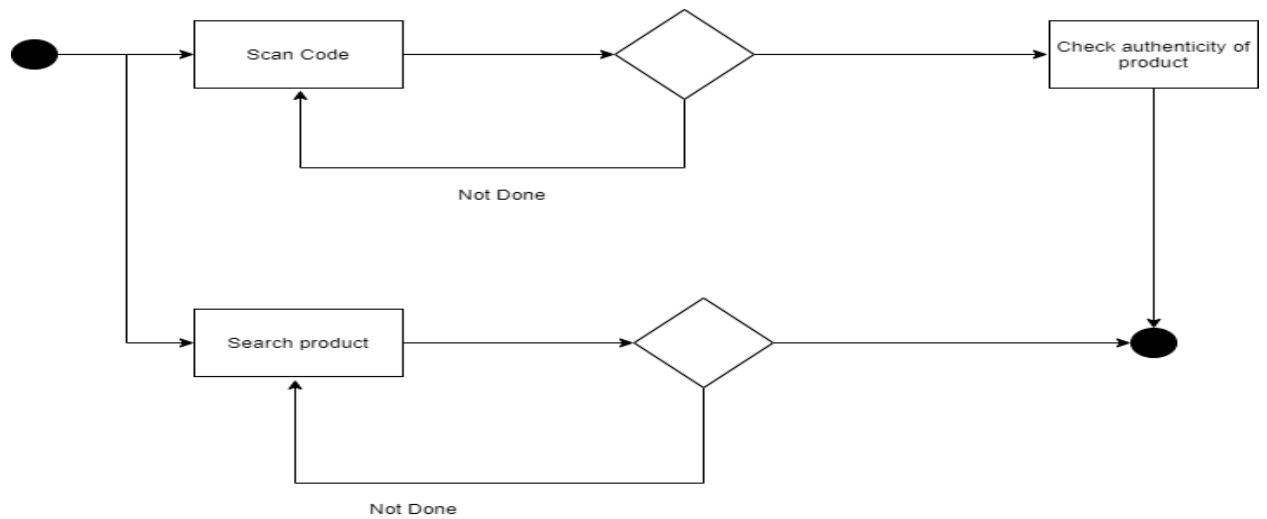 Scan Code
Check authenticity of
product
Not Done
Search product
Not Done